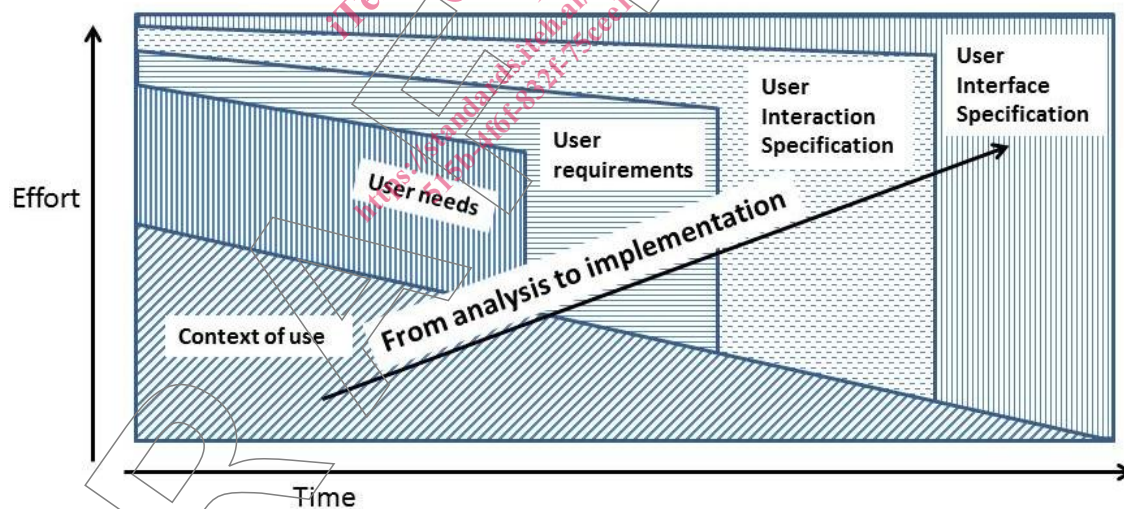 User
Interface
Specification
User
Interaction
Specification
User
requirements
User needs
Effort
From analysis to implementation
Context of use
Time